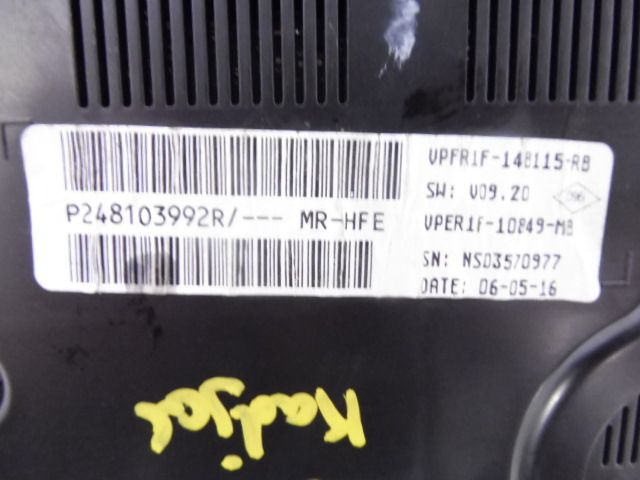 VPFR1F-14B115-RB
SW: V09.20
P248103992R/--- MR-HFE
VPER1F-10849-MB
SN: NS03570977
DATE: 06-05-16
Kadjar